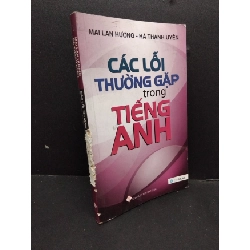 MAI LAN HƯƠNG - HÀ THANH UYÊN
CÁC LỖI
THƯỜNG GẶP
trong
TIẾNG
ANH